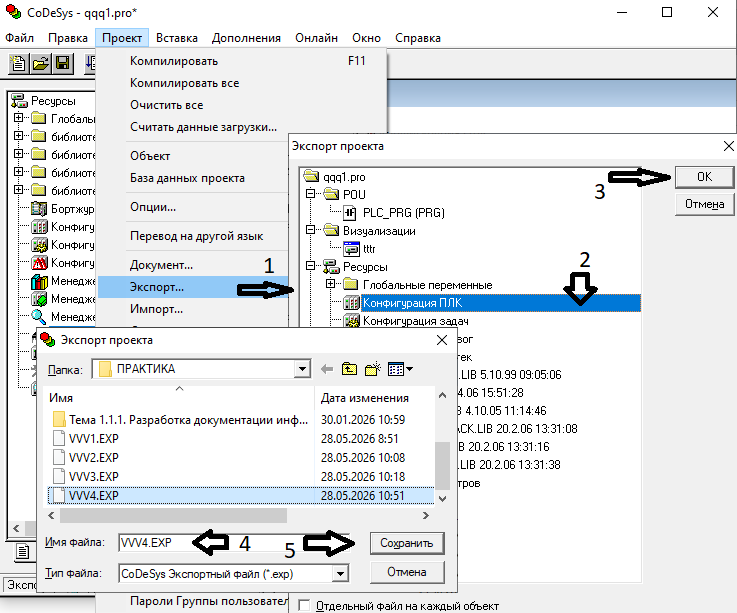 CoDeSys - qqq1.pro*
Файл Правка Проект Вставка Дополнения Онлайн Окно Справка
Компилировать F11
Компилировать все
Очистить все
Считать данные загрузки...
Объект
База данных проекта
Опции...
Перевод на другой язык
Документ...
Экспорт...
Импорт...
1
Ресурсы
Глобаль
библиоте
библиоте
библиоте
библиоте
Бортжур
Конфигу
Конфигу
Конфигу
Менедже
Менедже
Менедже
Экспорт проекта
qqq1.pro
POU
PLC_PRG (PRG)
Визуализации
tttr
Ресурсы
Глобальные переменные
Конфигурация ПЛК
Конфигурация задач
вог
тек
.LIB 5.10.99 09:05:06
4.06 15:51:28
B 4.10.05 11:14:46
ACK.LIB 20.2.06 13:31:08
LIB 20.2.06 13:31:16
LIB 20.2.06 13:31:38
тров
OK
Отмена
3
2
Отдельный файл на каждый объект
Экспорт проекта
Папка: ПРАКТИКА
Имя Дата изменения
Тема 1.1.1. Разработка документации инф... 30.01.2026 10:59
VVV1.EXP 28.05.2026 8:51
VVV2.EXP 28.05.2026 10:08
VVV3.EXP 28.05.2026 10:18
VVV4.EXP 28.05.2026 10:51
Имя файла: VVV4.EXP 4 5 Сохранить
Тип файла: CoDeSys Экспортный файл (*.exp) Отмена
Экспо
Пароли Группы пользовател